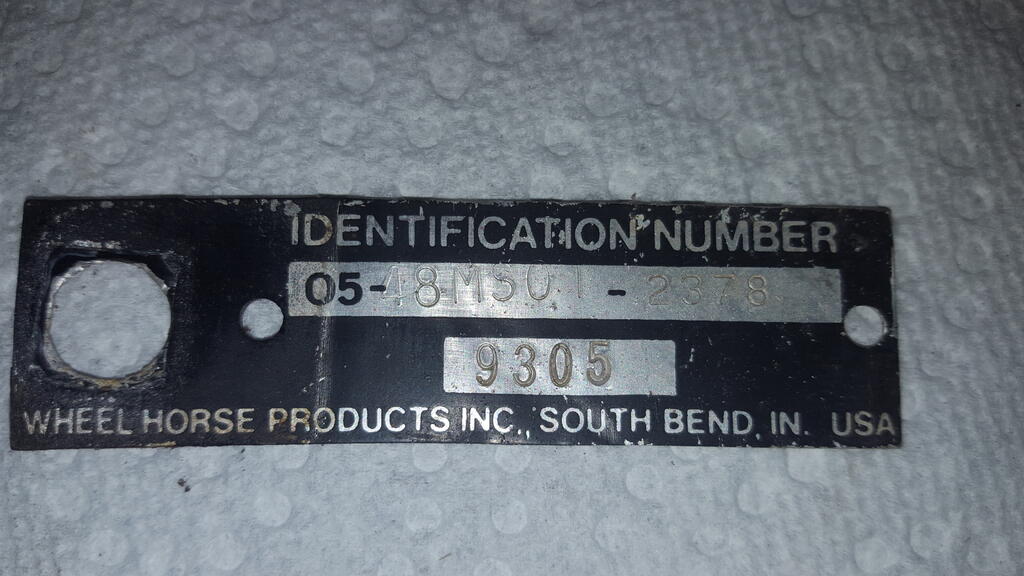 IDENTIFICATION NUMBER
05-48MS01 - 2378
9305
WHEEL HORSE PRODUCTS INC., SOUTH BEND, IN. USA